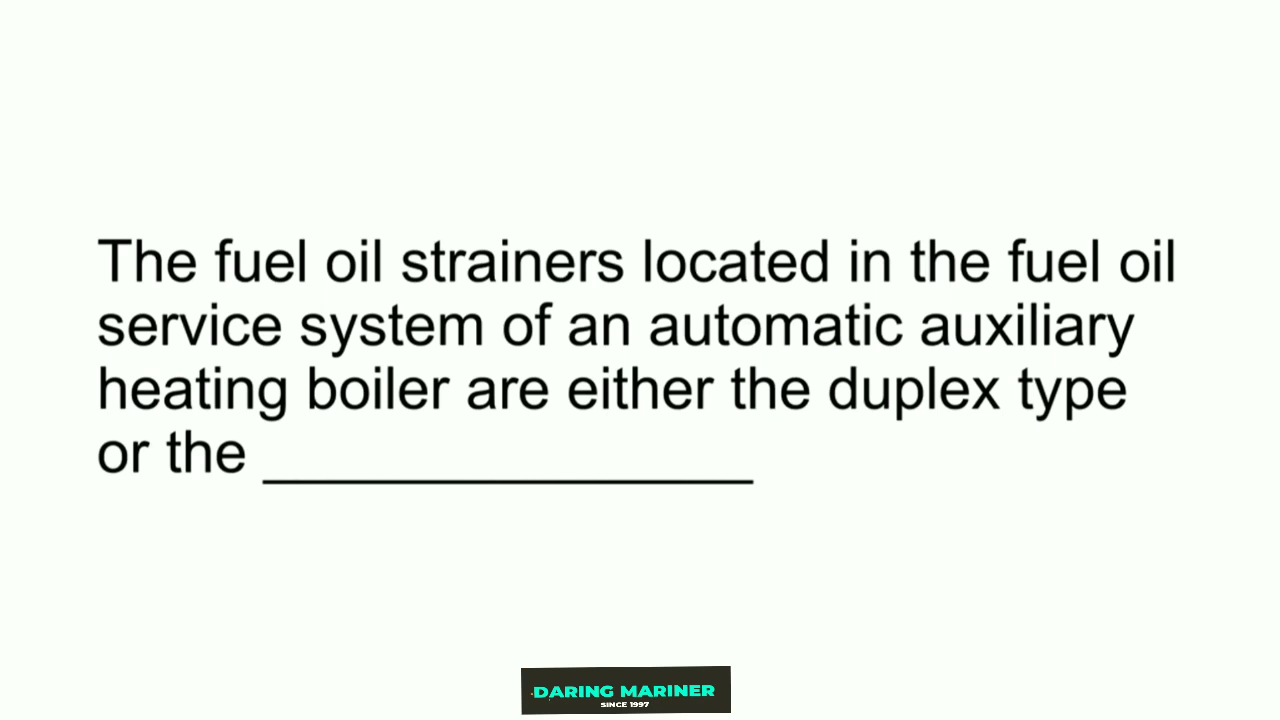 The fuel oil strainers located in the fuel oil
service system of an automatic auxiliary
heating boiler are either the duplex type
or the _________________
DARING MARINER
SINCE 1997